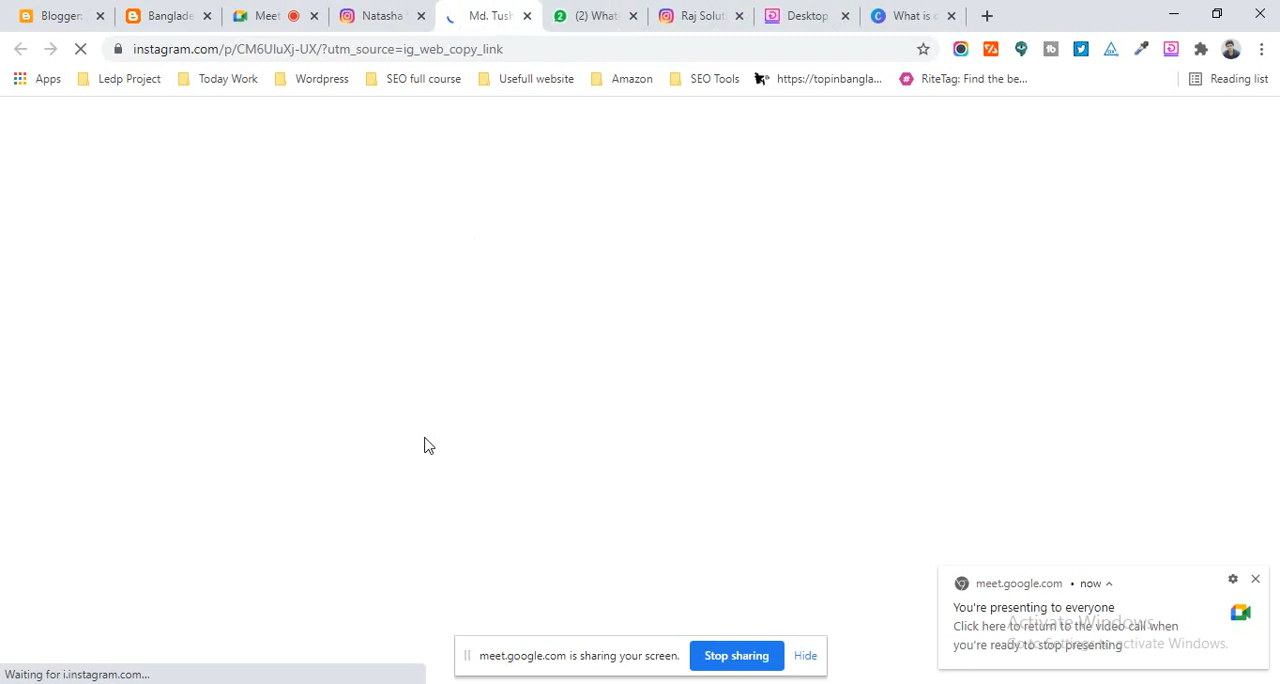 Blogger:
Banglade
Meet
Natasha
Md. Tush
(2) What
Raj Solut
Desktop
What is c
instagram.com/p/CM6UIuXj-UX/?utm_source=ig_web_copy_link
Apps
Ledp Project
Today Work
Wordpress
SEO full course
Usefull website
Amazon
SEO Tools
https://topinbangla...
RiteTag: Find the be...
Reading list
meet.google.com • now
You're presenting to everyone
Click here to return to the video call when
you're ready to stop presenting
Activate Windows
Go to Settings to activate Windows.
meet.google.com is sharing your screen.
Stop sharing
Hide
Waiting for i.instagram.com...